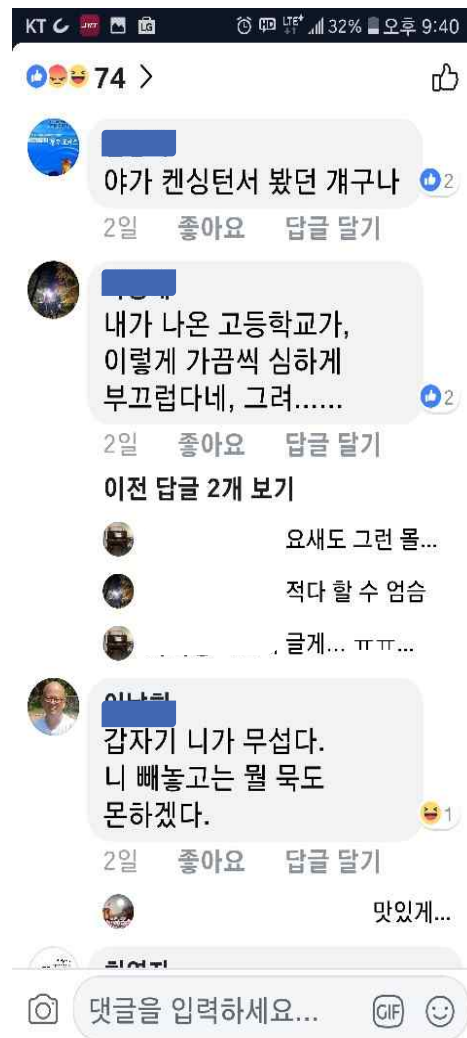 KT LTE+ 32% 오후 9:40
74 >
야가 켄싱턴서 봤던 걔구나
2
2일 좋아요 답글 달기
내가 나온 고등학교가,
이렇게 가끔씩 심하게
부끄럽다네, 그려......
2
2일 좋아요 답글 달기
이전 답글 2개 보기
요새도 그런 몰...
적다 할 수 엄슴
글게... ㅠㅠ...
갑자기 니가 무섭다.
니 빼놓고는 뭘 묵도
몬하겠다.
1
2일 좋아요 답글 달기
맛있게...
댓글을 입력하세요...
GIF